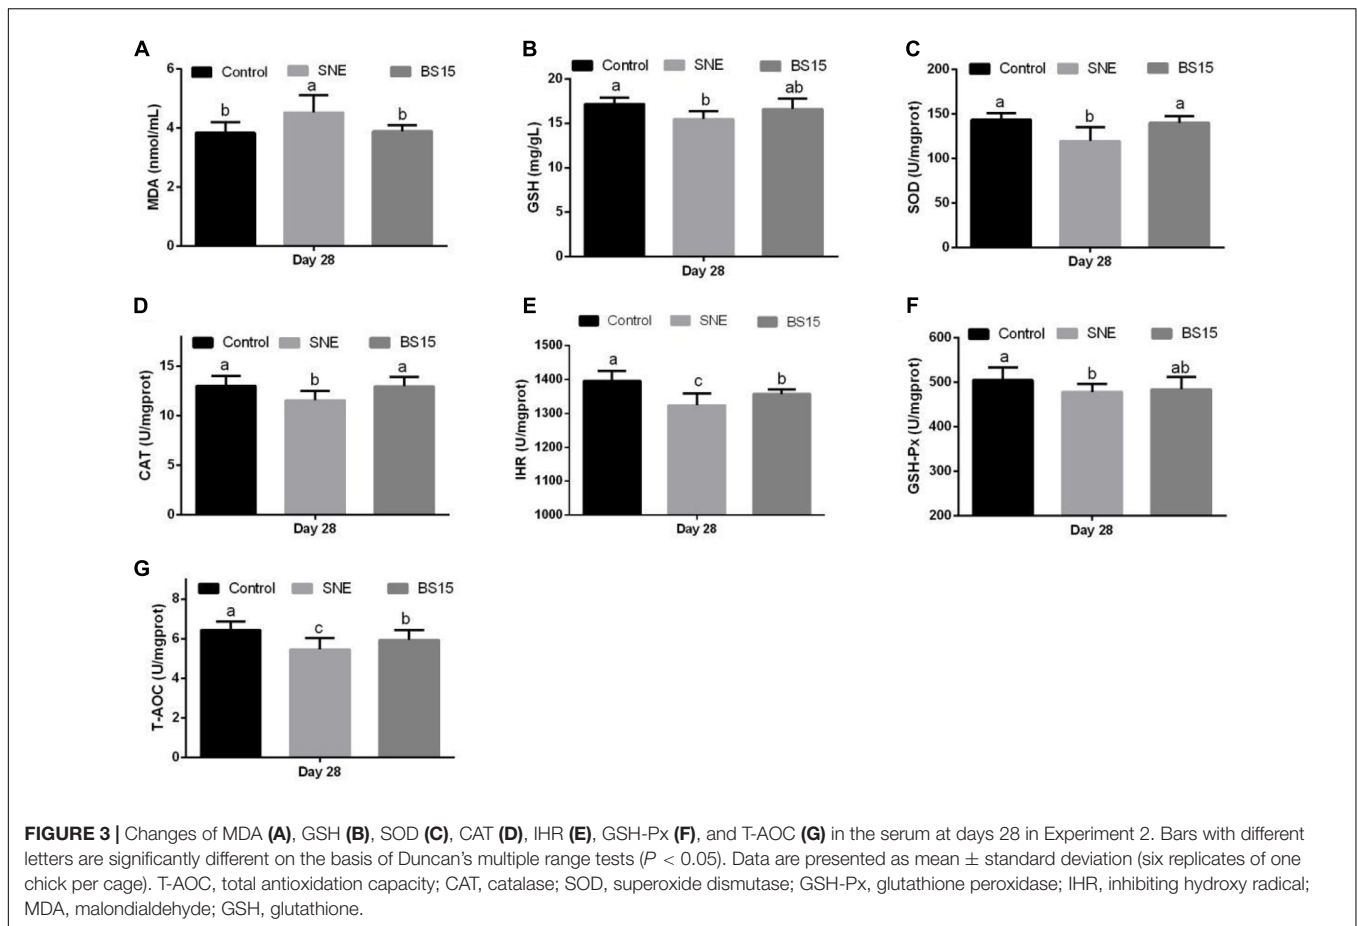 A
Control SNE BS15
MDA (nmol/mL)
6
4
2
0
b
a
b
Day 28
B
Control SNE BS15
GSH (mg/gL)
20
15
10
5
0
a
b
ab
Day 28
C
Control SNE BS15
SOD (U/mgprot)
200
150
100
50
0
a
b
a
Day 28
D
Control SNE BS15
CAT (U/mgprot)
15
10
5
0
a
b
a
Day 28
E
Control SNE BS15
IHR (U/mgprot)
1500
1400
1300
1200
1100
1000
a
c
b
Day 28
F
Control SNE BS15
GSH-Px (U/mgprot)
600
500
400
300
200
a
b
ab
Day 28
G
Control SNE BS15
T-AOC (U/mgprot)
8
6
4
2
0
a
c
b
Day 28
FIGURE 3 | Changes of MDA (A), GSH (B), SOD (C), CAT (D), IHR (E), GSH-Px (F), and T-AOC (G) in the serum at days 28 in Experiment 2. Bars with different
letters are significantly different on the basis of Duncan's multiple range tests (P < 0.05). Data are presented as mean ± standard deviation (six replicates of one
chick per cage). T-AOC, total antioxidation capacity; CAT, catalase; SOD, superoxide dismutase; GSH-Px, glutathione peroxidase; IHR, inhibiting hydroxy radical;
MDA, malondialdehyde; GSH, glutathione.